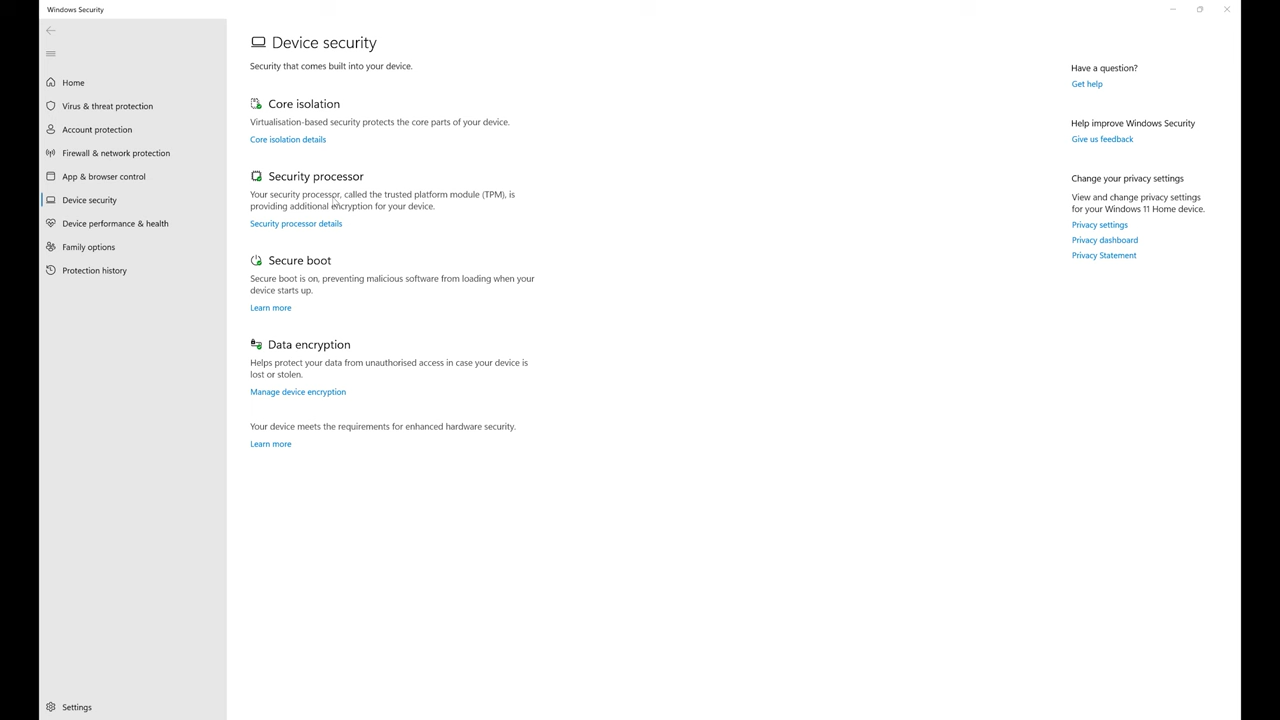 Windows Security
Home
Virus & threat protection
Account protection
Firewall & network protection
App & browser control
Device security
Device performance & health
Family options
Protection history
Settings
Device security
Security that comes built into your device.
Core isolation
Virtualisation-based security protects the core parts of your device.
Core isolation details
Security processor
Your security processor, called the trusted platform module (TPM), is
providing additional encryption for your device.
Security processor details
Secure boot
Secure boot is on, preventing malicious software from loading when your
device starts up.
Learn more
Data encryption
Helps protect your data from unauthorised access in case your device is
lost or stolen.
Manage device encryption
Your device meets the requirements for enhanced hardware security.
Learn more
Have a question?
Get help
Help improve Windows Security
Give us feedback
Change your privacy settings
View and change privacy settings
for your Windows 11 Home device.
Privacy settings
Privacy dashboard
Privacy Statement